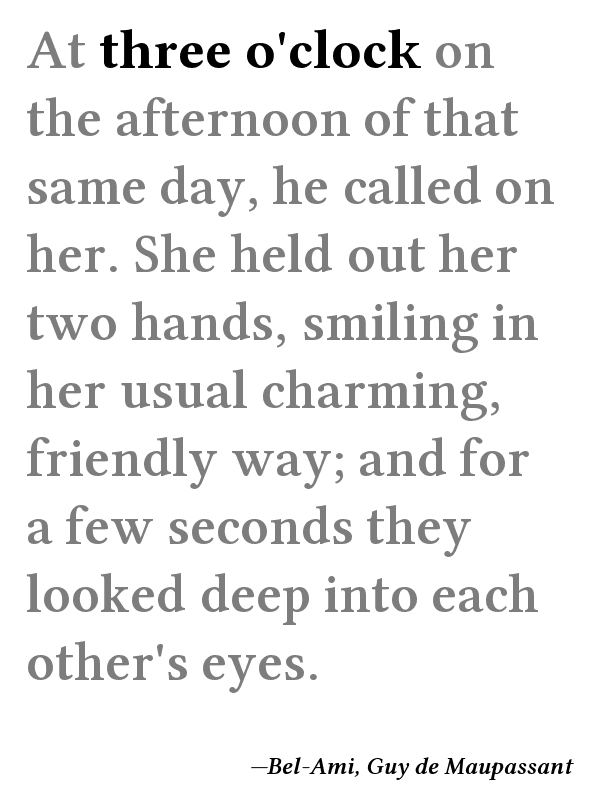 At three o'clock on
the afternoon of that
same day, he called on
her. She held out her
two hands, smiling in
her usual charming,
friendly way; and for
a few seconds they
looked deep into each
other's eyes.
—Bel-Ami, Guy de Maupassant